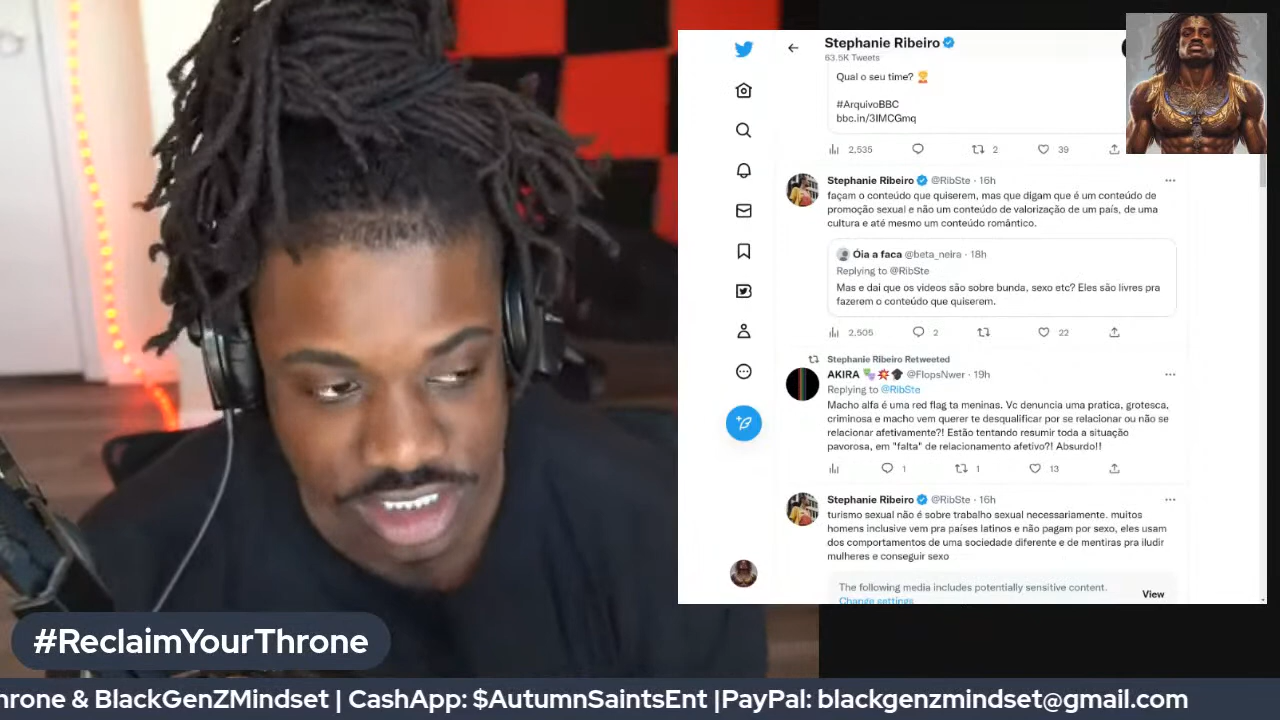 Stephanie Ribeiro
63.5K Tweets
Qual o seu time?
#ArquivoBBC
bbc.in/3IMCGmq
2,535
2
39
Stephanie Ribeiro @RibSte · 16h
façam o conteúdo que quiserem, mas que digam que é um conteúdo de
promoção sexual e não um conteúdo de valorização de um país, de uma
cultura e até mesmo um conteúdo romântico.
Óia a faca @beta_neira · 18h
Replying to @RibSte
Mas e dai que os videos são sobre bunda, sexo etc? Eles são livres pra
fazerem o conteúdo que quiserem.
2,505
2
22
Stephanie Ribeiro Retweeted
AKIRA @FlopsNwer · 19h
Replying to @RibSte
Macho alfa é uma red flag ta meninas. Vc denuncia uma pratica, grotesca,
criminosa e macho vem querer te desqualificar por se relacionar ou não se
relacionar afetivamente?! Estão tentando resumir toda a situação
pavorosa, em "falta" de relacionamento afetivo?! Absurdo!!
1
1
13
Stephanie Ribeiro @RibSte · 16h
turismo sexual não é sobre trabalho sexual necessariamente. muitos
homens inclusive vem pra países latinos e não pagam por sexo, eles usam
dos comportamentos de uma sociedade diferente e de mentiras pra iludir
mulheres e conseguir sexo
The following media includes potentially sensitive content.
Change settings
View
#ReclaimYourThrone
hrone & BlackGenZMindset | CashApp: $AutumnSaintsEnt |PayPal: blackgenzmindset@gmail.com